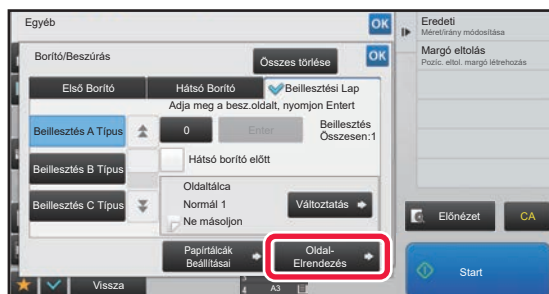 Egyéb
OK
Eredeti
Méret/irány módosítása
Margó eltolás
Pozic. eltol. margó létrehozás
Borító/Beszúrás
Összes törlése
OK
Első Borító
Hátsó Borító
Beillesztési Lap
Adja meg a besz.oldalt, nyomjon Entert
Beillesztés A Típus
0
Enter
Beillesztés
Összesen:1
Beillesztés B Típus
Hátsó borító előtt
Beillesztés C Típus
Oldaltálca
Normál 1
Ne másoljon
Változtatás
Papírtálcák
Beállításai
Oldal-
Elrendezés
Előnézet
CA
Start
Vissza
A3